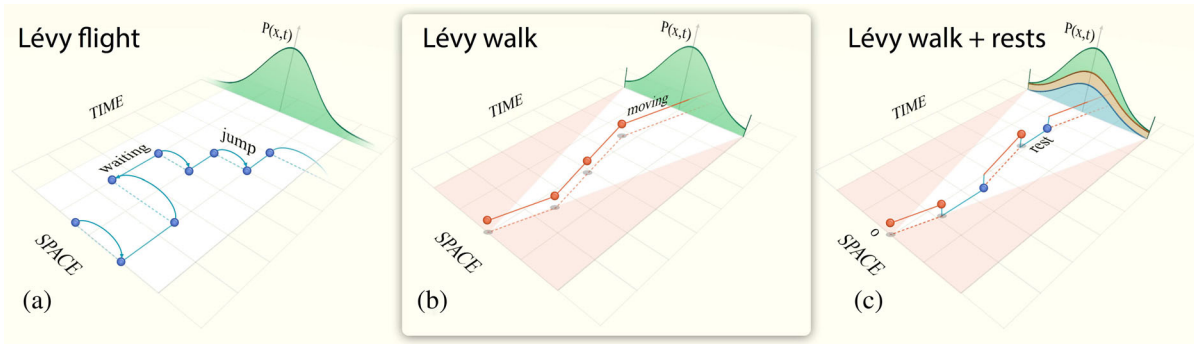 Lévy flight
P(x,t)
TIME
waiting
jump
SPACE
(a)
Lévy walk
P(x,t)
TIME
moving
SPACE
(b)
Lévy walk + rests
P(x,t)
TIME
rest
0
SPACE
(c)